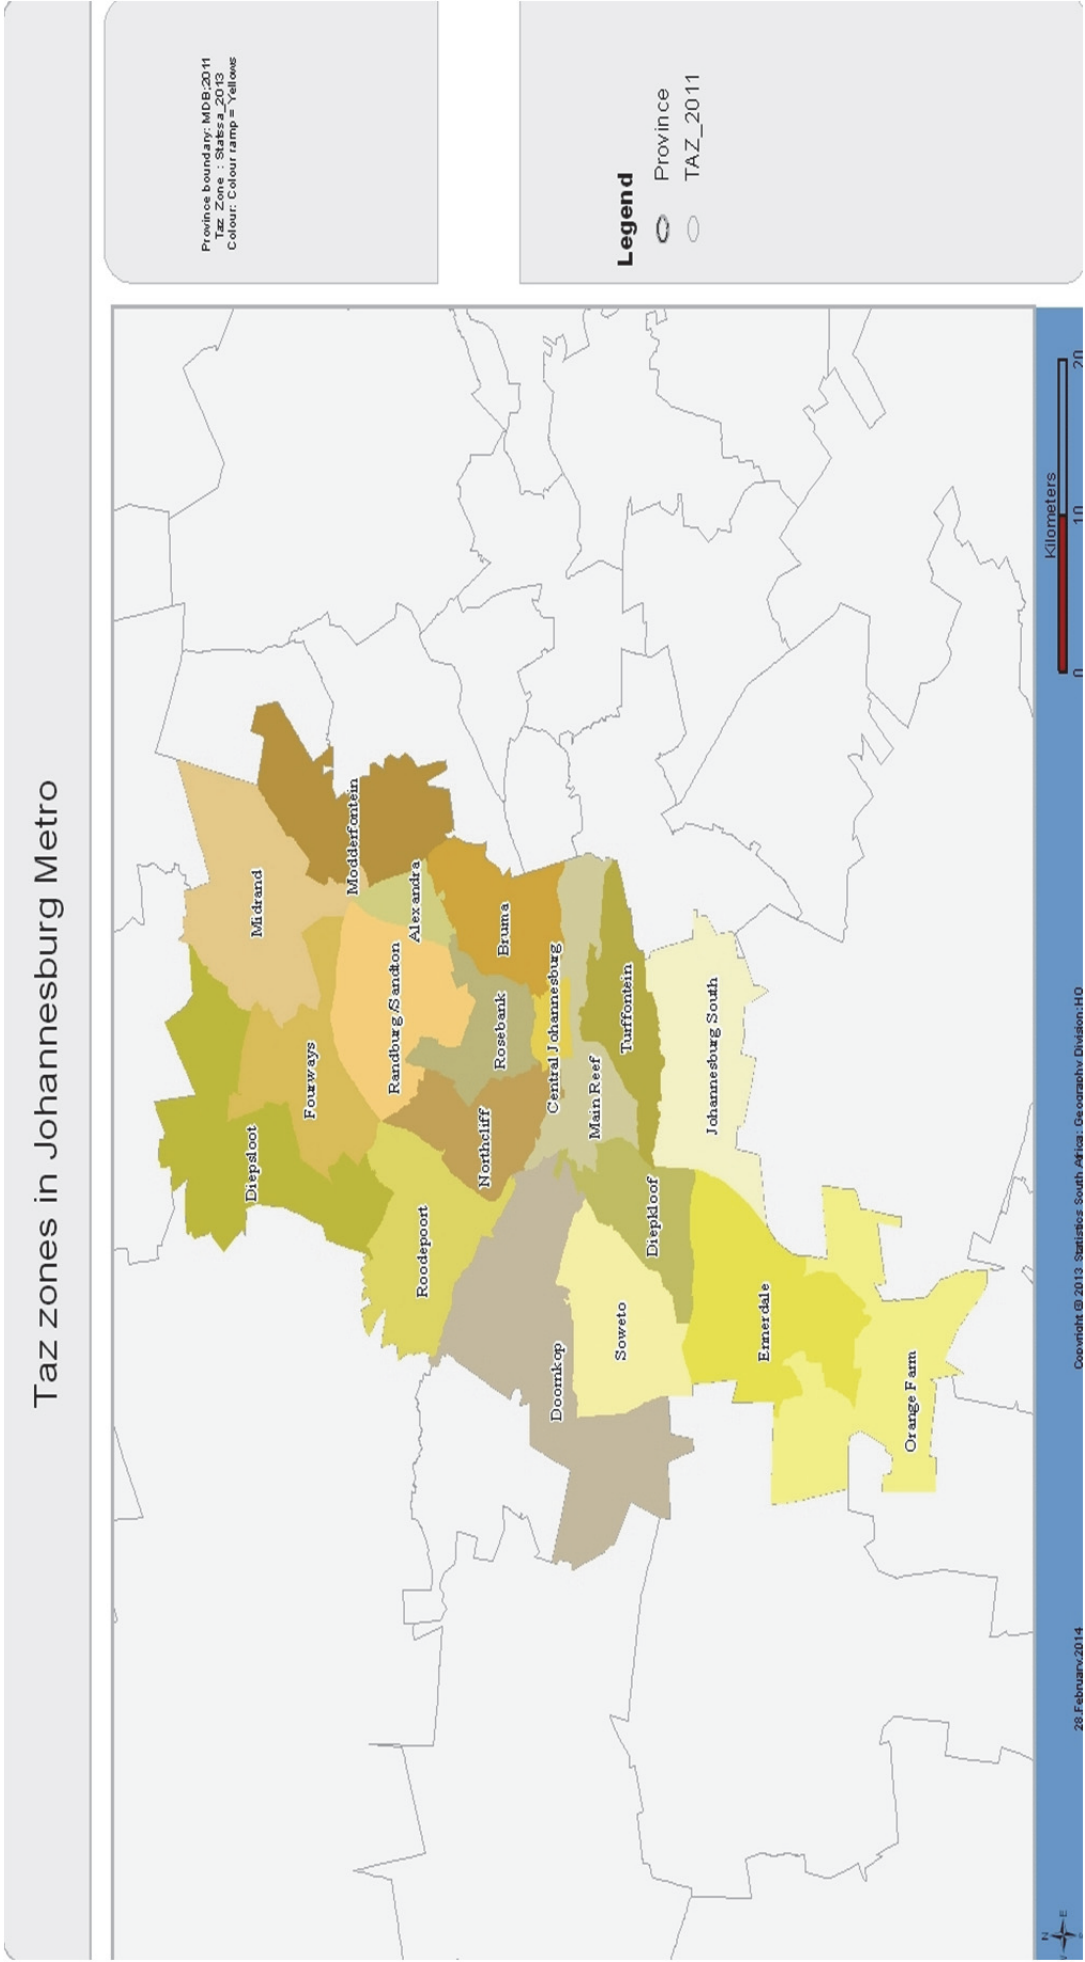 Taz zones in Johannesburg Metro
Province boundary: MDB;2011
Taz Zone : Statssa_2013
Colour: Colour ramp = Yellows
Legend
Province
TAZ_2011
Midrand
Modderfontein
Diepsloot
Fourways
Alexandra
Randburg/Sandton
Roodepoort
Bruma
Rosebank
Northcliff
Central Johannesburg
Doornkop
Main Reef
Turffontein
Soweto
Diepkloof
Johannesburg South
Ennerdale
Orange Farm
Kilometers
0 10 20
N
E
28.February.2014
Copyright @ 2013 Statistics South Africa: Geography Division:HO